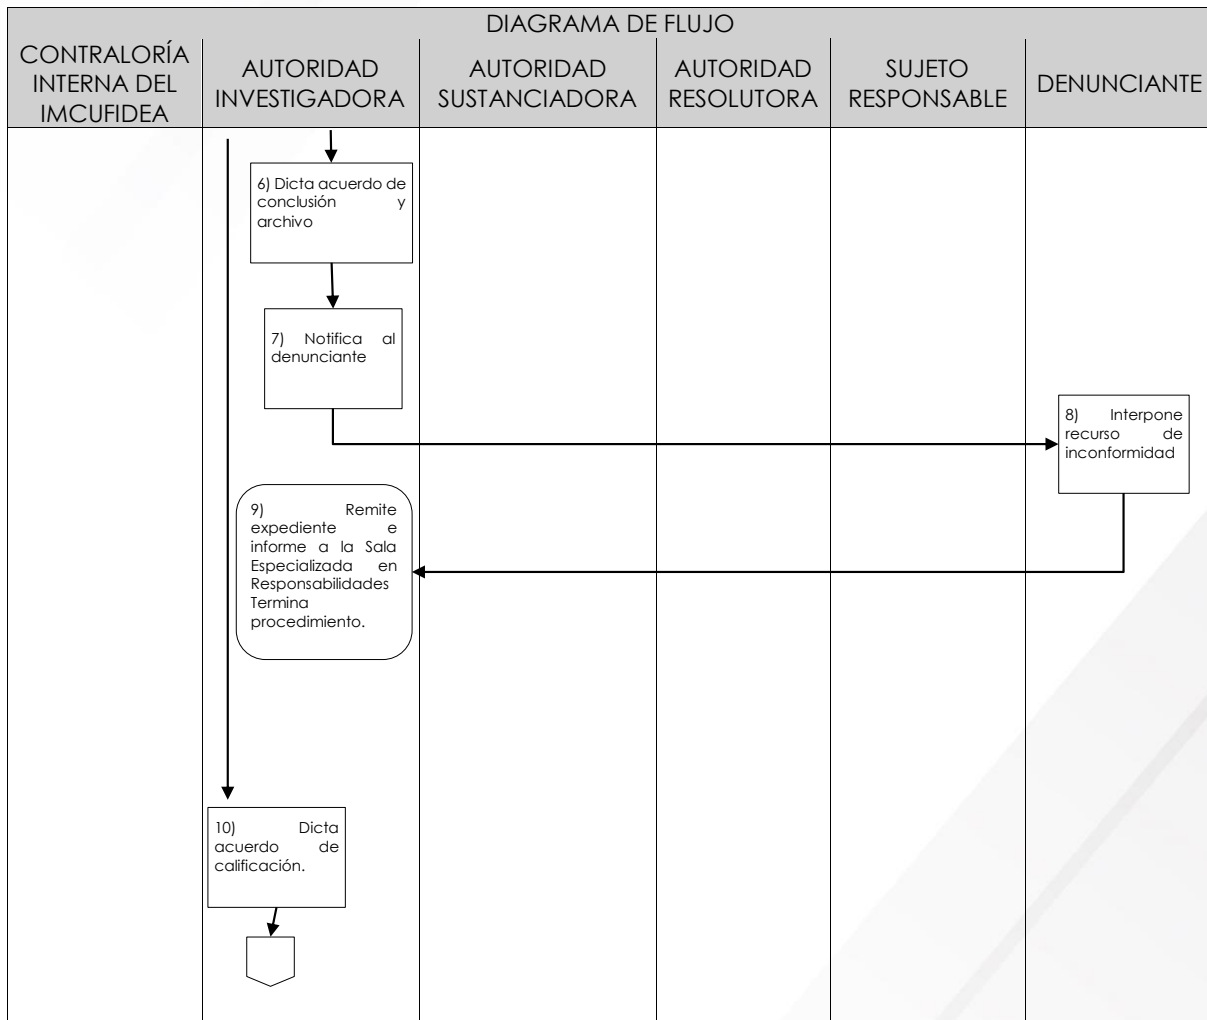 DIAGRAMA DE FLUJO
CONTRALORÍA
INTERNA DEL
IMCUFIDEA
AUTORIDAD
INVESTIGADORA
AUTORIDAD
SUSTANCIADORA
AUTORIDAD
RESOLUTORA
SUJETO
RESPONSABLE
DENUNCIANTE
6) Dicta acuerdo de
conclusión y
archivo
7) Notifica al
denunciante
8) Interpone
recurso de
inconformidad
9) Remite
expediente e
informe a la Sala
Especializada en
Responsabilidades
Termina
procedimiento.
10) Dicta
acuerdo de
calificación.